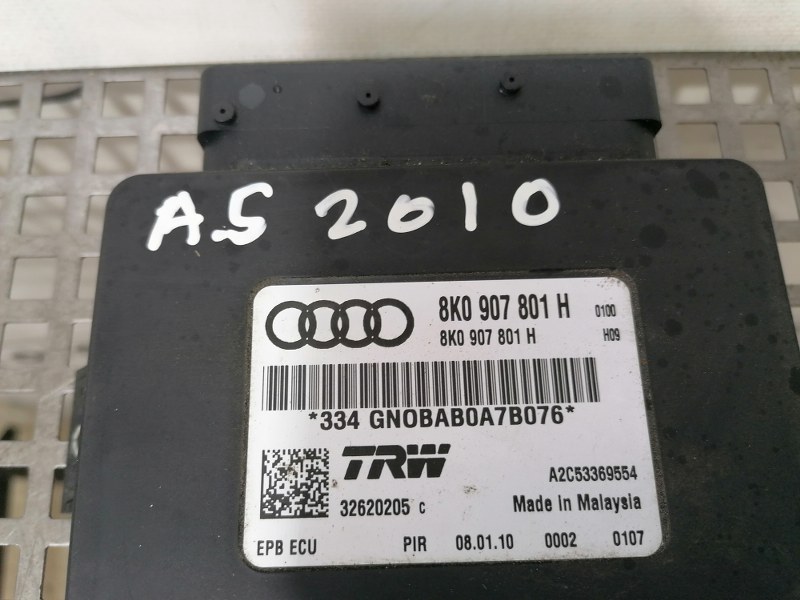 A5 2010
8K0 907 801 H 0100
8K0 907 801 H H09
*334 GNOBAB0A7B076*
TRW
A2C53369554
32620205 C Made In Malaysia
EPB ECU PIR 08.01.10 0002 0107